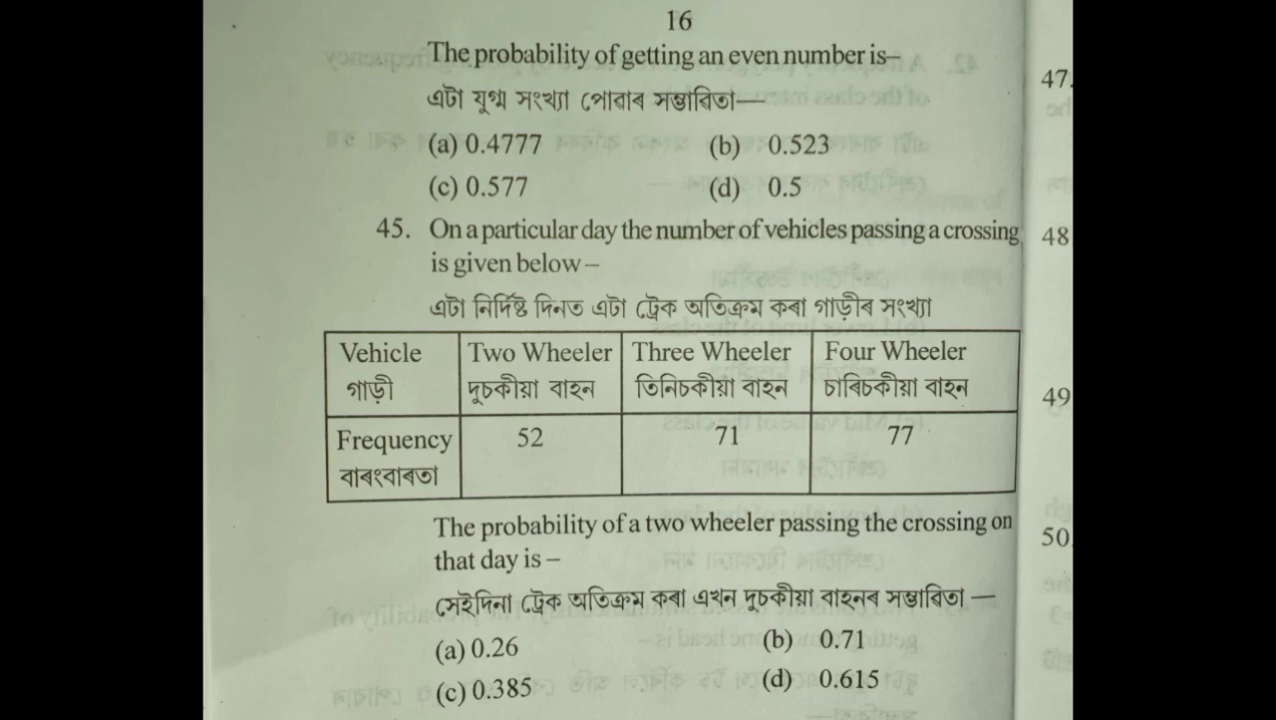 16
The probability of getting an even number is–
এটা যুগ্ম সংখ্যা পোৱাৰ সম্ভাৱিতা—
(a) 0.4777 (b) 0.523
(c) 0.577 (d) 0.5
45. On a particular day the number of vehicles passing a crossing
is given below –
এটা নিৰ্দিষ্ট দিনত এটা ট্ৰেক অতিক্ৰম কৰা গাড়ীৰ সংখ্যা
Vehicle Two Wheeler Three Wheeler Four Wheeler
গাড়ী দুচকীয়া বাহন তিনিচকীয়া বাহন চাৰিচকীয়া বাহন
Frequency 52 71 77
বাৰংবাৰতা
The probability of a two wheeler passing the crossing on
that day is –
সেইদিনা ট্ৰেক অতিক্ৰম কৰা এখন দুচকীয়া বাহনৰ সম্ভাৱিতা —
(a) 0.26 (b) 0.71
(c) 0.385 (d) 0.615
47.
48
49
50.